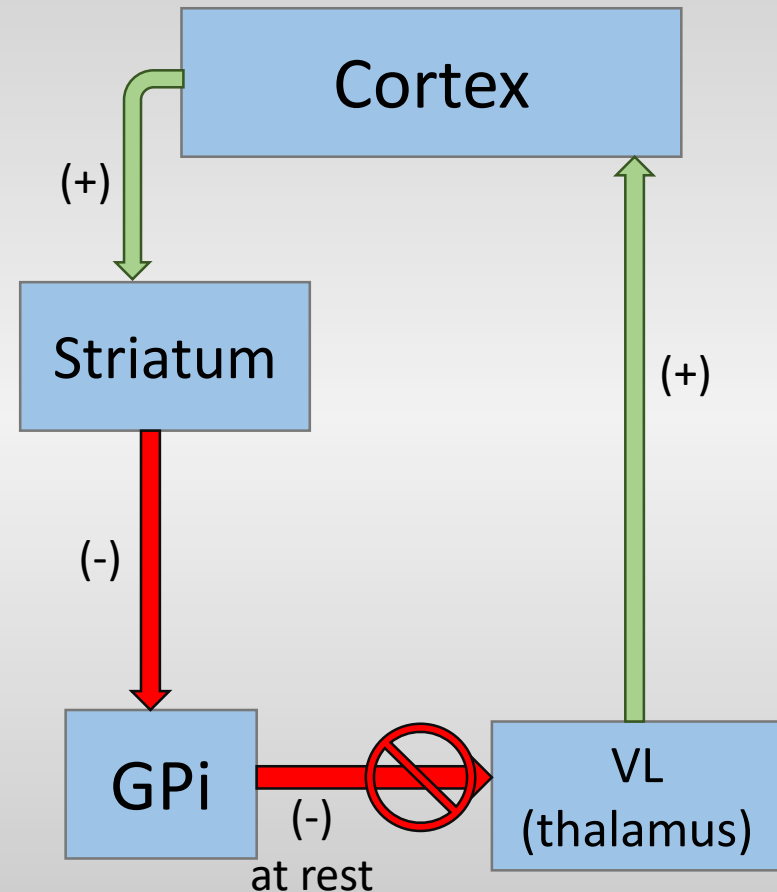 Cortex
(+)
Striatum
(+)
(-)
GPi
(-)
at rest
VL
(thalamus)